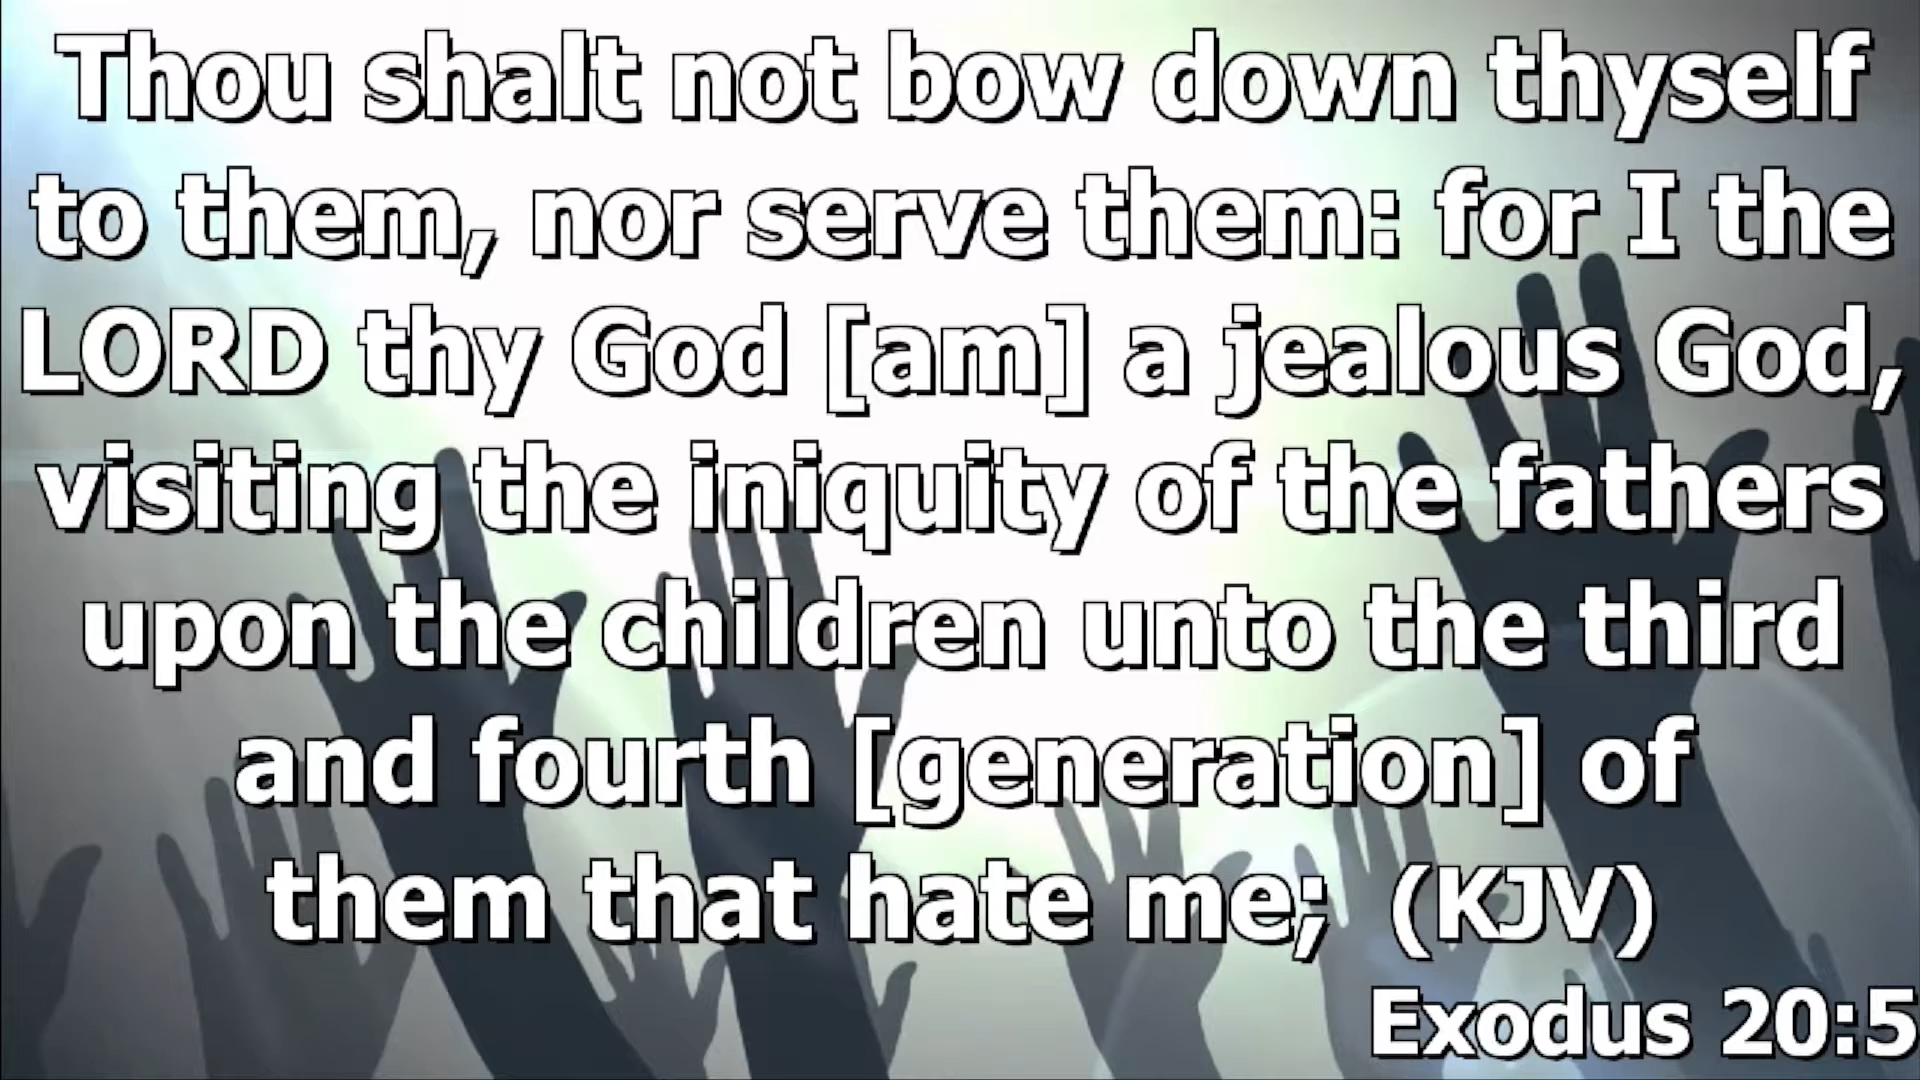 Thou shalt not bow down thyself
to them, nor serve them: for I the
LORD thy God [am] a jealous God,
visiting the iniquity of the fathers
upon the children unto the third
and fourth [generation] of
them that hate me; (KJV)
Exodus 20:5